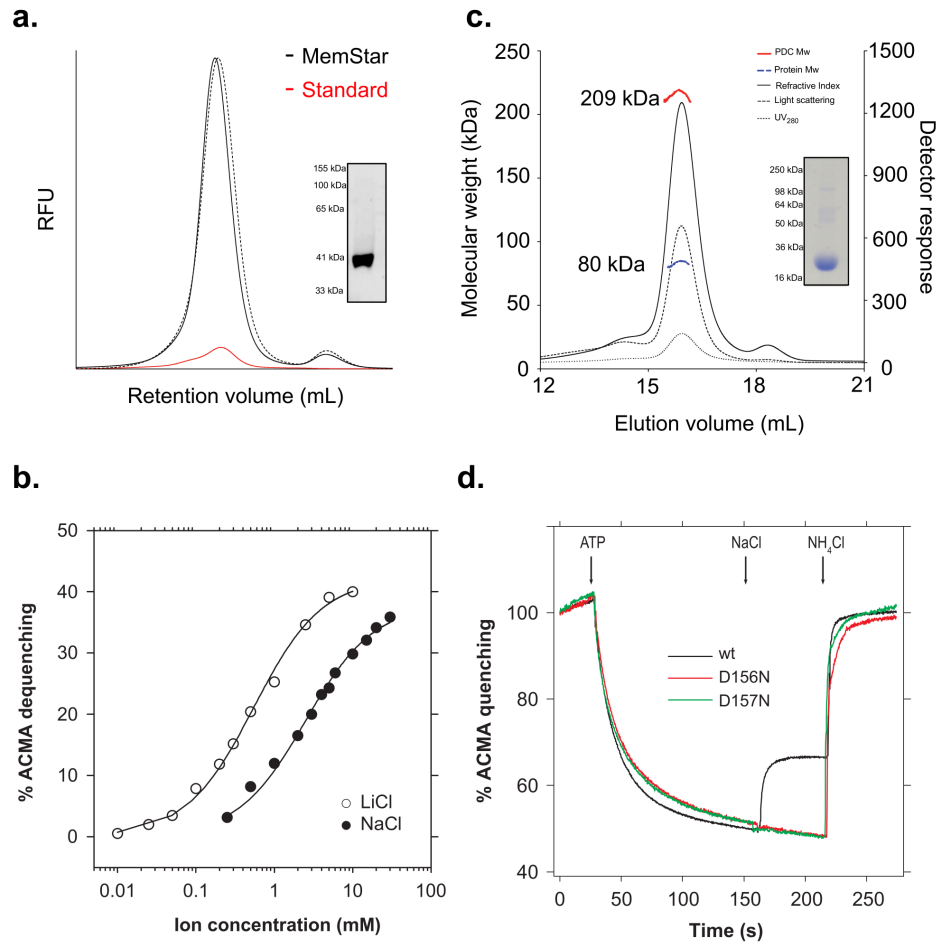 a.
- MemStar
- Standard
RFU
155 kDa
100 kDa
65 kDa
41 kDa
33 kDa
Retention volume (mL)
c.
250
200
150
100
50
0
Molecular weight (kDa)
1500
1200
900
600
300
0
Detector response
PDC Mw
Protein Mw
Refractive Index
Light scattering
UV280
209 kDa
80 kDa
250 kDa
98 kDa
64 kDa
50 kDa
36 kDa
16 kDa
12
15
18
21
Elution volume (mL)
b.
50
40
30
20
10
0
% ACMA dequenching
LiCl
NaCl
0.01
0.1
1
10
100
Ion concentration (mM)
d.
ATP
NaCl
NH4Cl
100
80
60
40
% ACMA quenching
wt
D156N
D157N
0
50
100
150
200
250
Time (s)